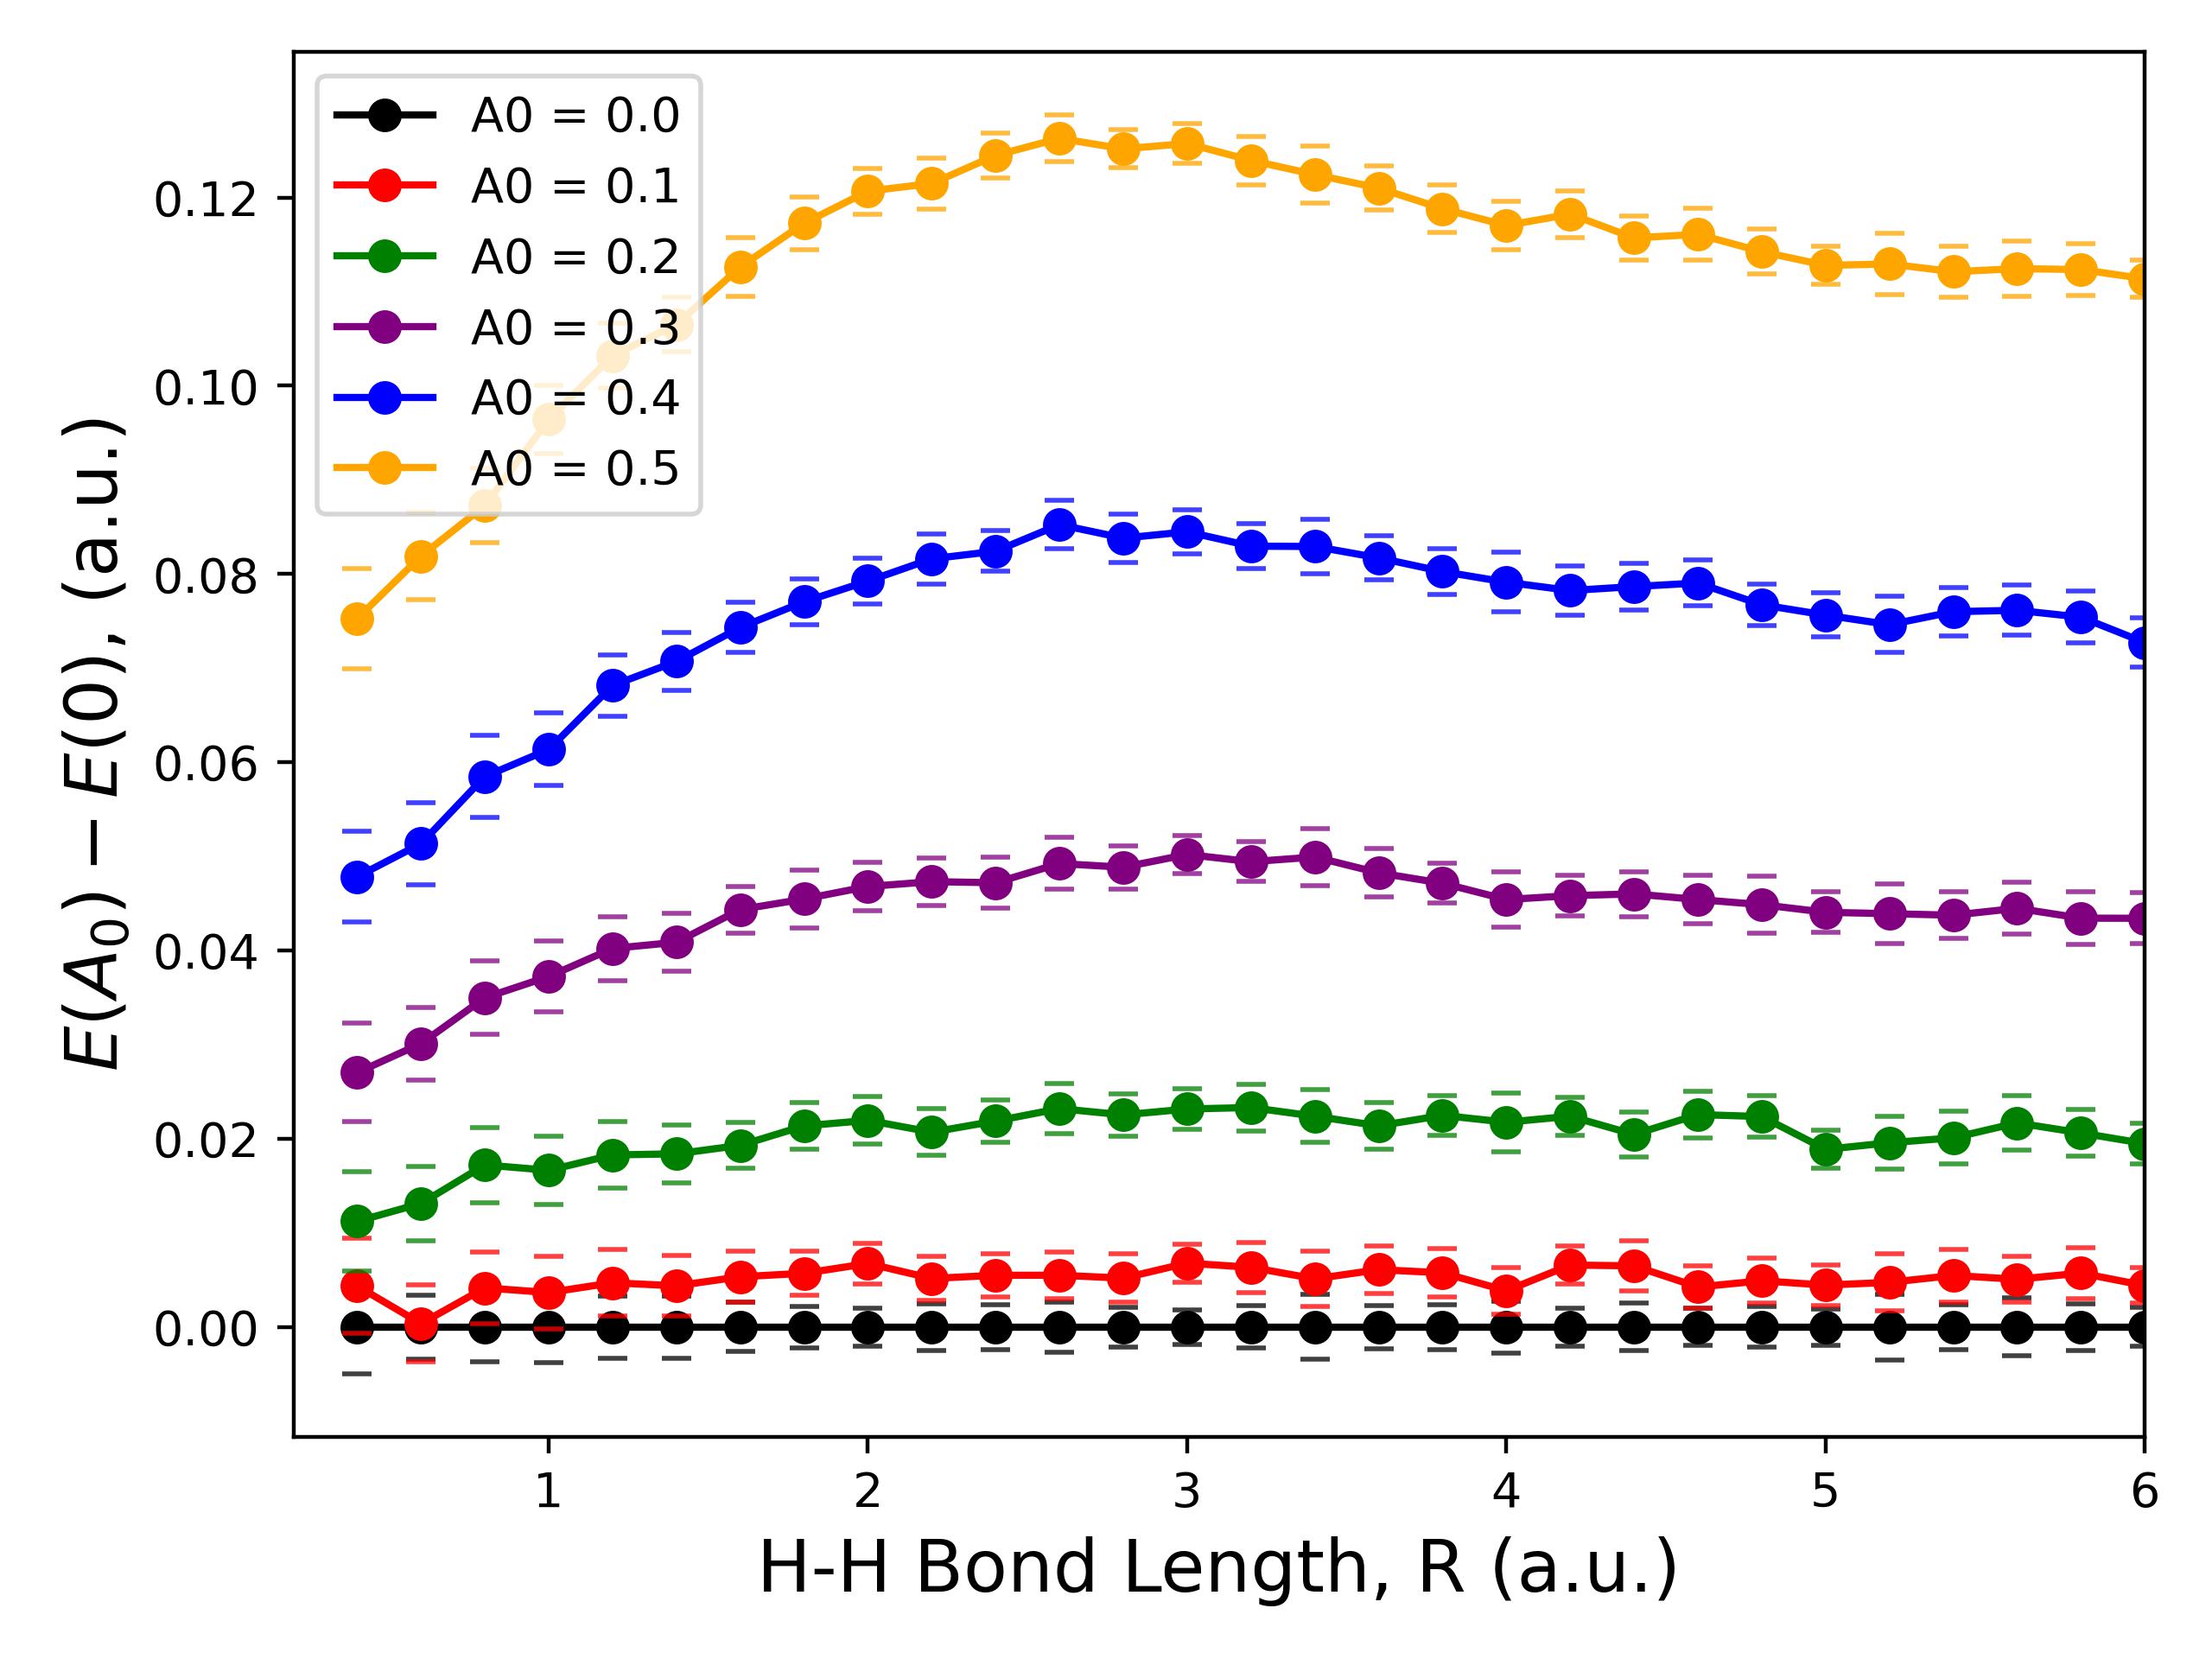 A0 = 0.0
A0 = 0.1
A0 = 0.2
A0 = 0.3
A0 = 0.4
A0 = 0.5
0.12
0.10
0.08
0.06
0.04
0.02
0.00
E(A₀) − E(0), (a.u.)
1 2 3 4 5 6
H-H Bond Length, R (a.u.)